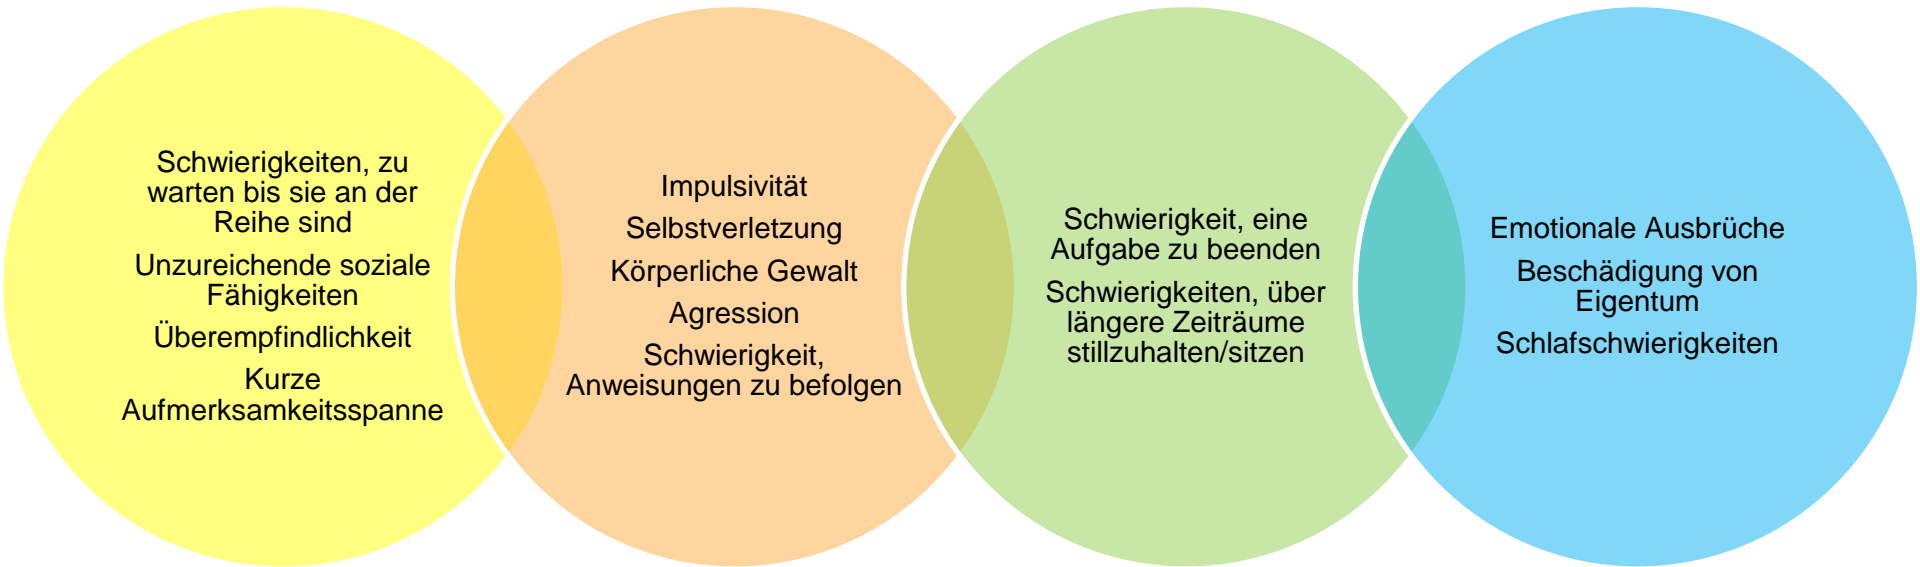 Schwierigkeiten, zu
warten bis sie an der
Reihe sind
Unzureichende soziale
Fähigkeiten
Überempfindlichkeit
Kurze
Aufmerksamkeitsspanne
Impulsivität
Selbstverletzung
Körperliche Gewalt
Agression
Schwierigkeit,
Anweisungen zu befolgen
Schwierigkeit, eine
Aufgabe zu beenden
Schwierigkeiten, über
längere Zeiträume
stillzuhalten/sitzen
Emotionale Ausbrüche
Beschädigung von
Eigentum
Schlafschwierigkeiten